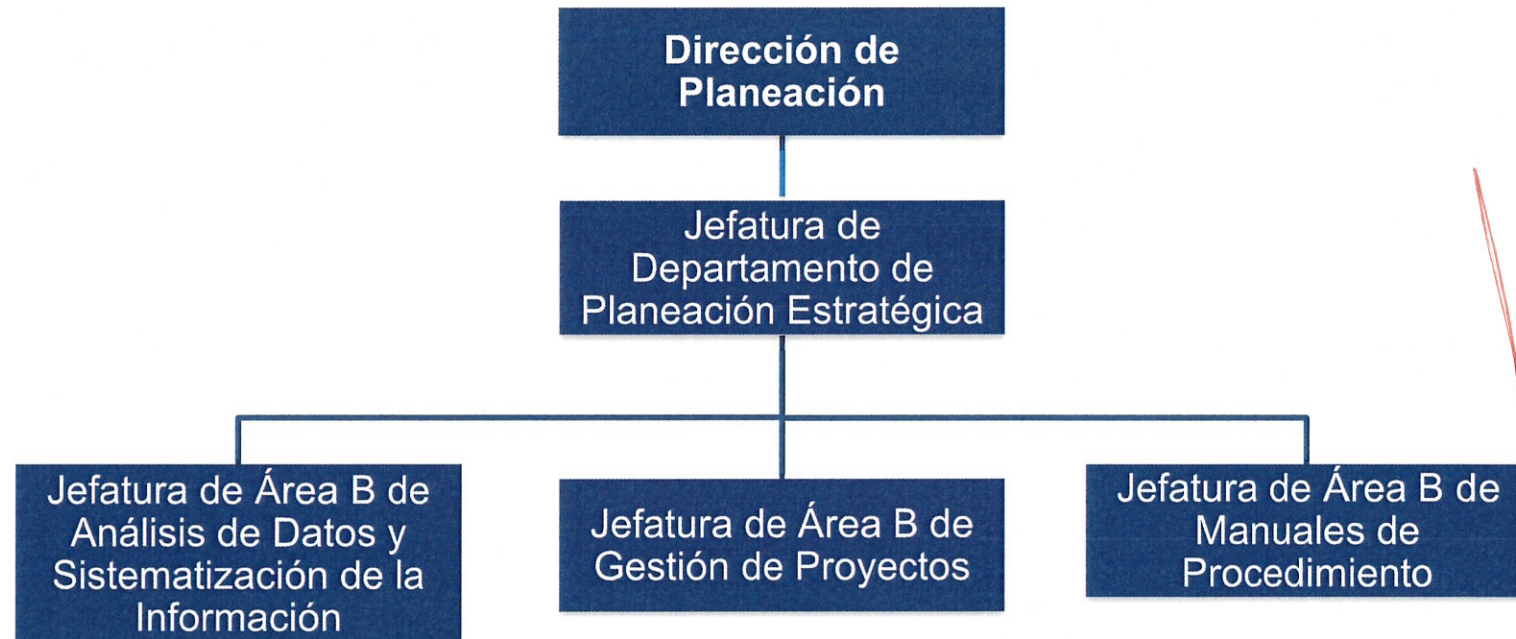 Dirección de
Planeación
Jefatura de
Departamento de
Planeación Estratégica
Jefatura de Área B de
Análisis de Datos y
Sistematización de la
Información
Jefatura de Área B de
Gestión de Proyectos
Jefatura de Área B de
Manuales de
Procedimiento